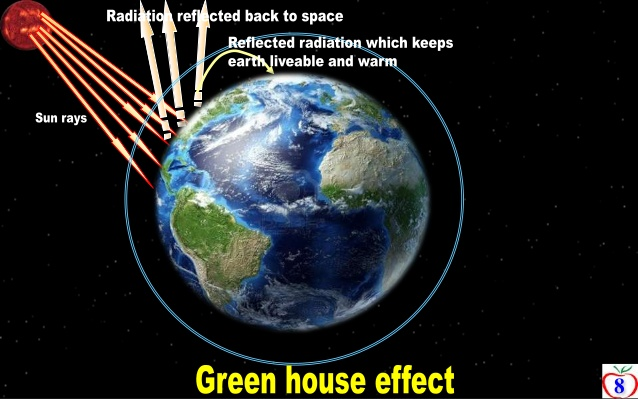 Radiation reflected back to space
Reflected radiation which keeps
earth liveable and warm
Sun rays
Green house effect
8